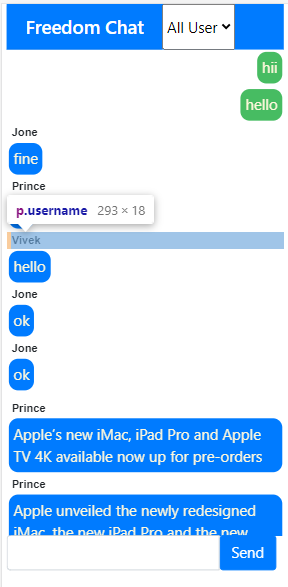 Freedom Chat
All User
hii
hello
Jone
fine
Prince
p.username 293 × 18
Vivek
hello
Jone
ok
Jone
ok
Prince
Apple's new iMac, iPad Pro and Apple
TV 4K available now up for pre-orders
Prince
Apple unveiled the newly redesigned
iMac, the new iPad Pro and the new
Send